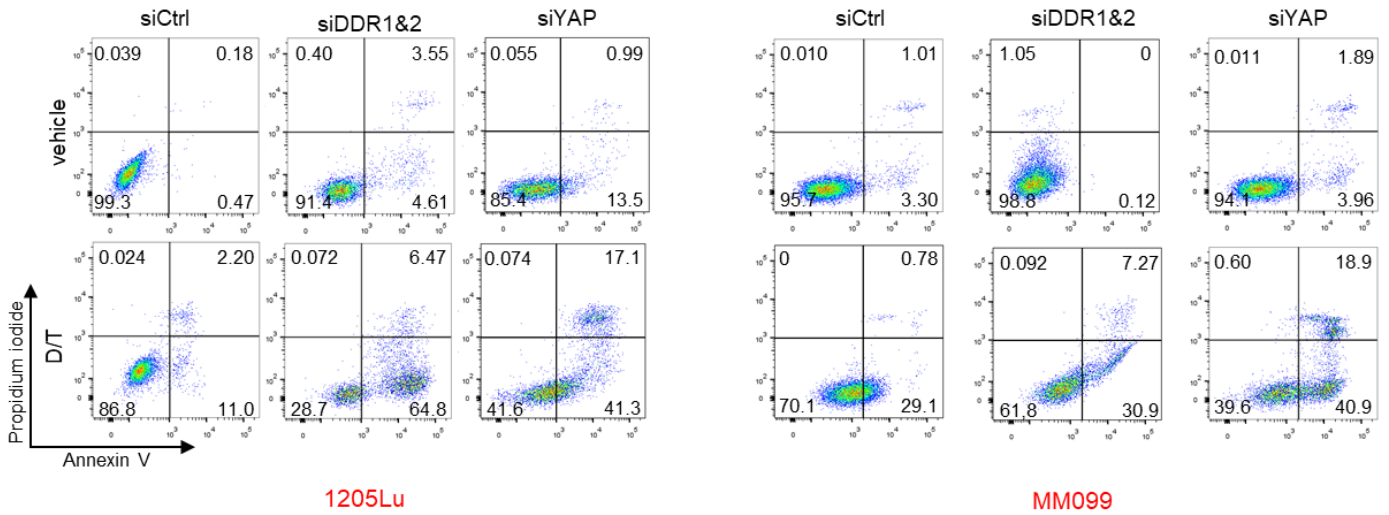 siCtrl siDDR1&2 siYAP siCtrl siDDR1&2 siYAP
vehicle
0.039 0.18 0.40 3.55 0.055 0.99 0.010 1.01 1.05 0 0.011 1.89
99.3 0.47 91.4 4.61 85.4 13.5 95.7 3.30 98.8 0.12 94.1 3.96
D/T
0.024 2.20 0.072 6.47 0.074 17.1 0 0.78 0.092 7.27 0.60 18.9
86.8 11.0 28.7 64.8 41.6 41.3 70.1 29.1 61.8 30.9 39.6 40.9
Propidium iodide
Annexin V
1205Lu MM099